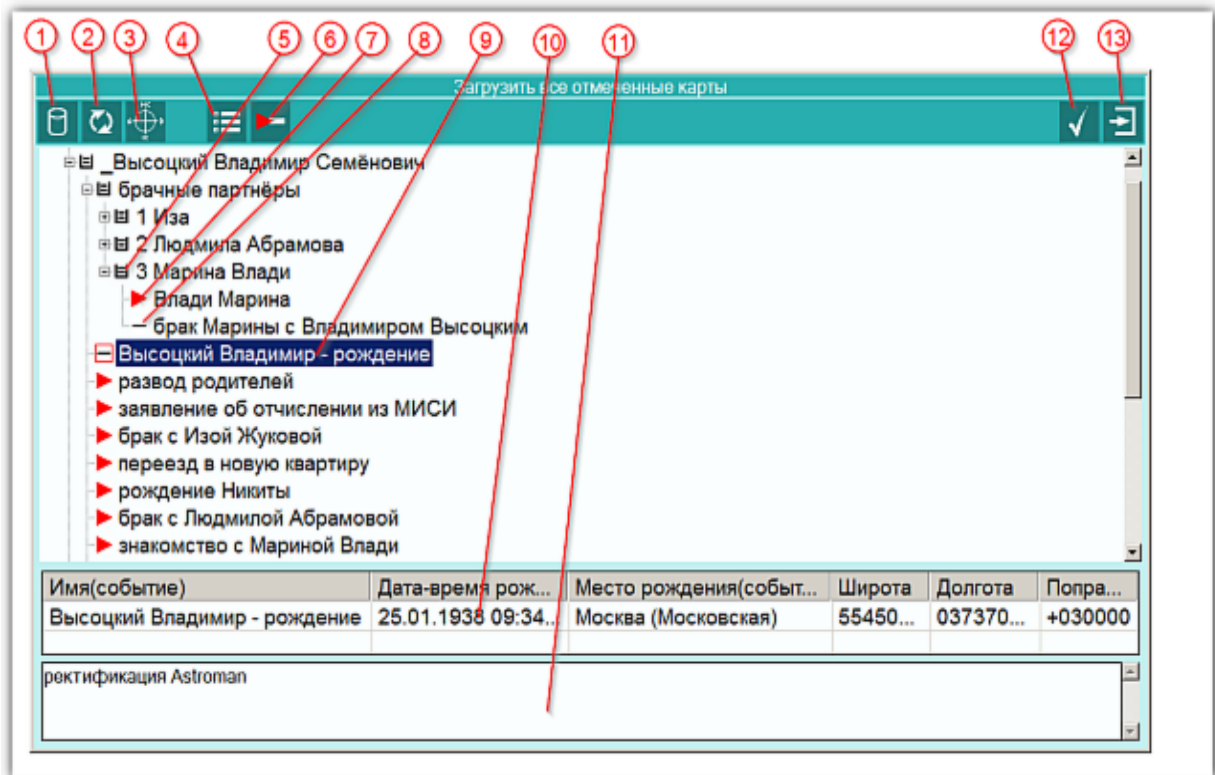 1 2 3 4 5 6 7 8 9 10 11 12 13
Загрузить все отмеченные карты
_Высоцкий Владимир Семёнович
брачные партнёры
1 Иза
2 Людмила Абрамова
3 Марина Влади
Влади Марина
брак Марины с Владимиром Высоцким
Высоцкий Владимир - рождение
развод родителей
заявление об отчислении из МИСИ
брак с Изой Жуковой
переезд в новую квартиру
рождение Никиты
брак с Людмилой Абрамовой
знакомство с Мариной Влади
Имя(событие) Дата-время рож... Место рождения(событ... Широта Долгота Попра...
Высоцкий Владимир - рождение 25.01.1938 09:34... Москва (Московская) 55450... 037370... +030000
ректификация Astroman